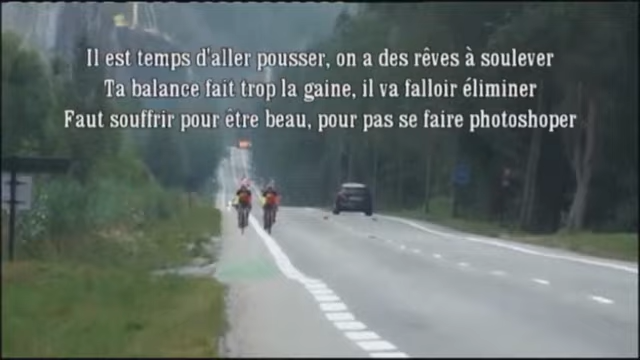 Il est temps d'aller pousser, on a des rêves à soulever
Ta balance fait trop la gaine, il va falloir éliminer
Faut souffrir pour être beau, pour pas se faire photoshoper